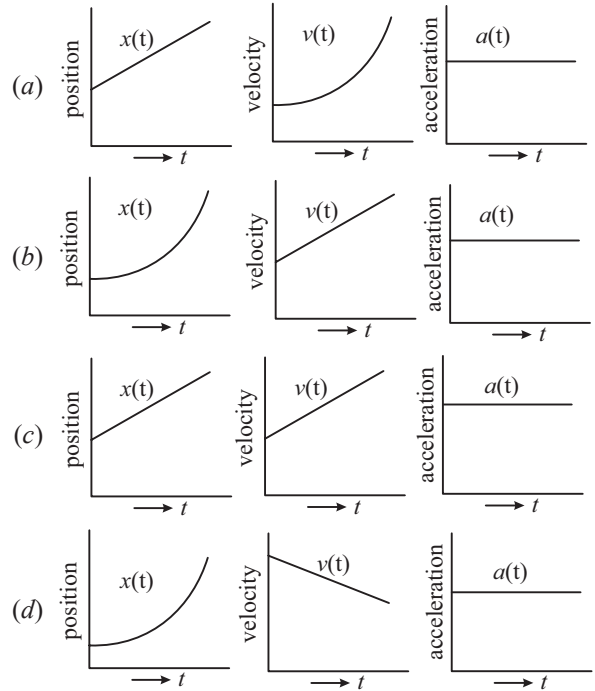 (a) position x(t) t velocity v(t) t acceleration a(t) t
(b) position x(t) t velocity v(t) t acceleration a(t) t
(c) position x(t) t velocity v(t) t acceleration a(t) t
(d) position x(t) t velocity v(t) t acceleration a(t) t